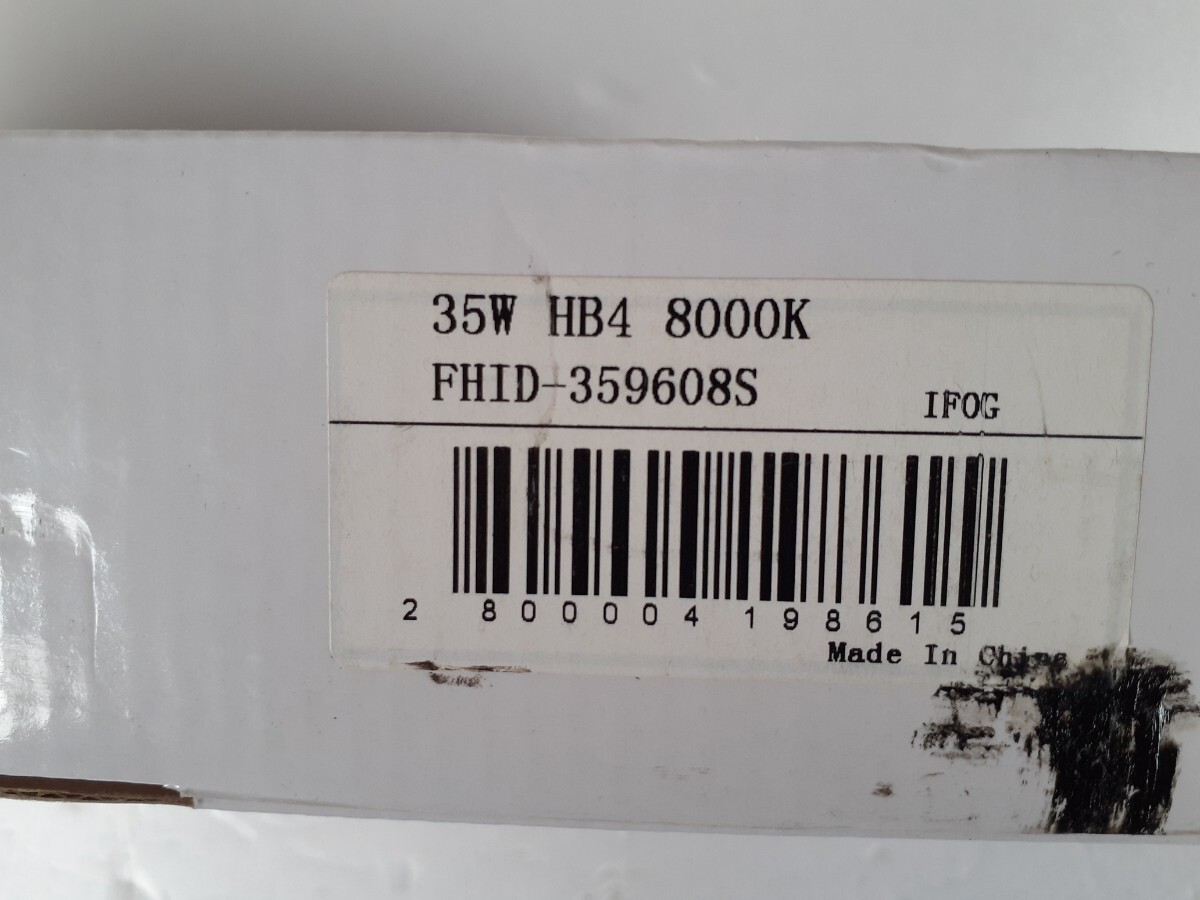 35W HB4 8000K
FHID-359608S
IFOG
2 800004 198615
Made In China